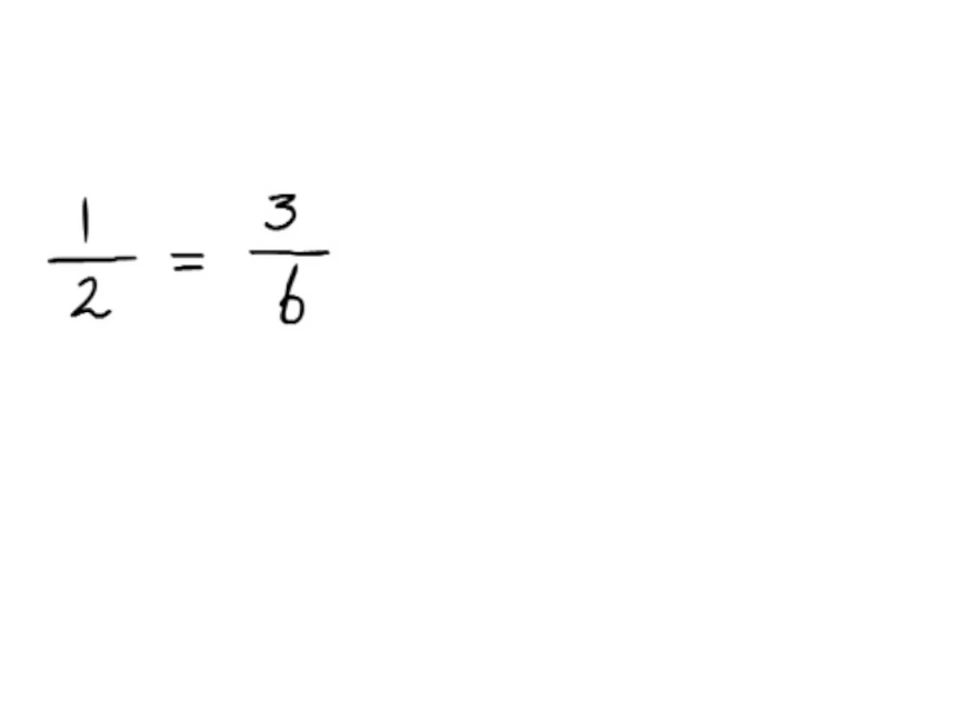 1/2 = 3/6